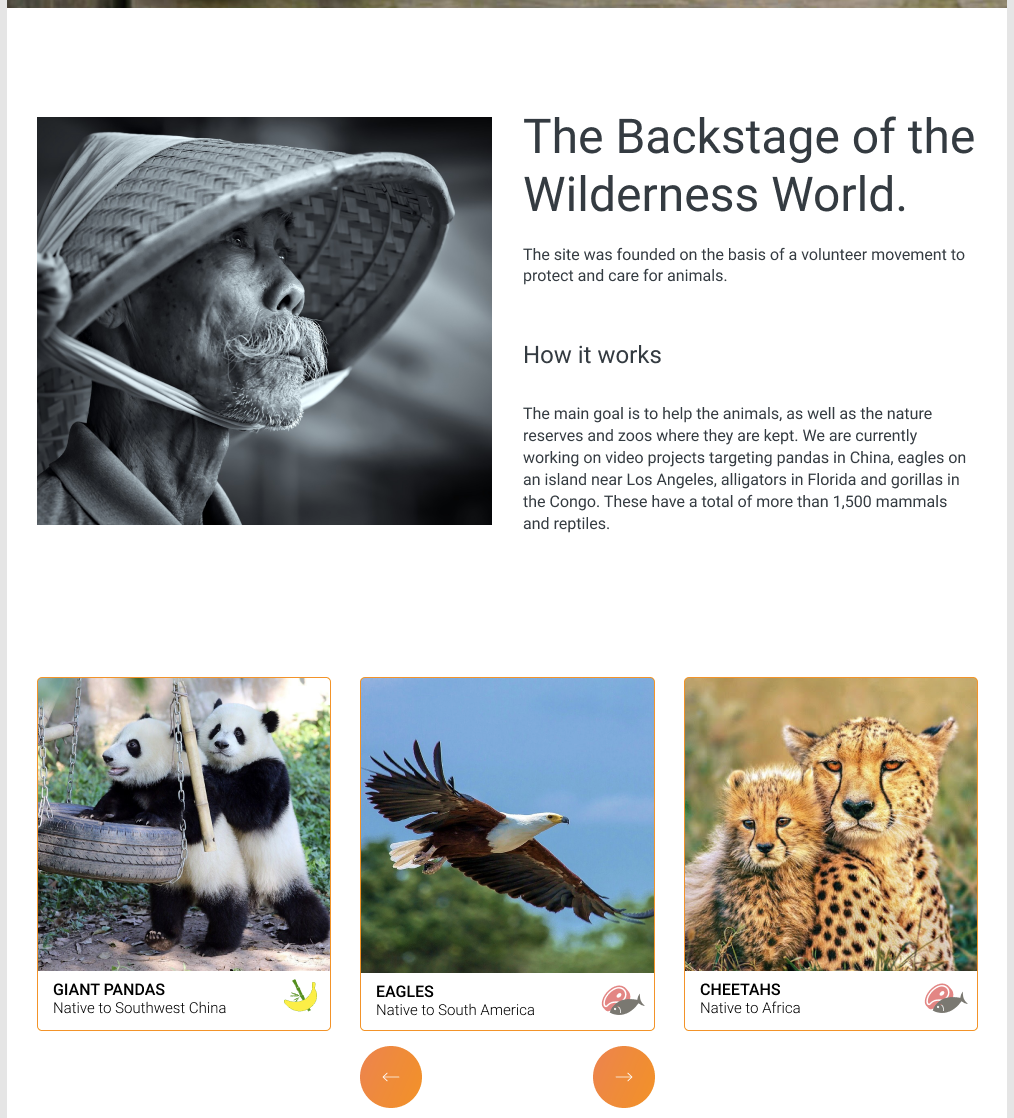 The Backstage of the
Wilderness World.
The site was founded on the basis of a volunteer movement to
protect and care for animals.
How it works
The main goal is to help the animals, as well as the nature
reserves and zoos where they are kept. We are currently
working on video projects targeting pandas in China, eagles on
an island near Los Angeles, alligators in Florida and gorillas in
the Congo. These have a total of more than 1,500 mammals
and reptiles.
GIANT PANDAS
Native to Southwest China
EAGLES
Native to South America
CHEETAHS
Native to Africa